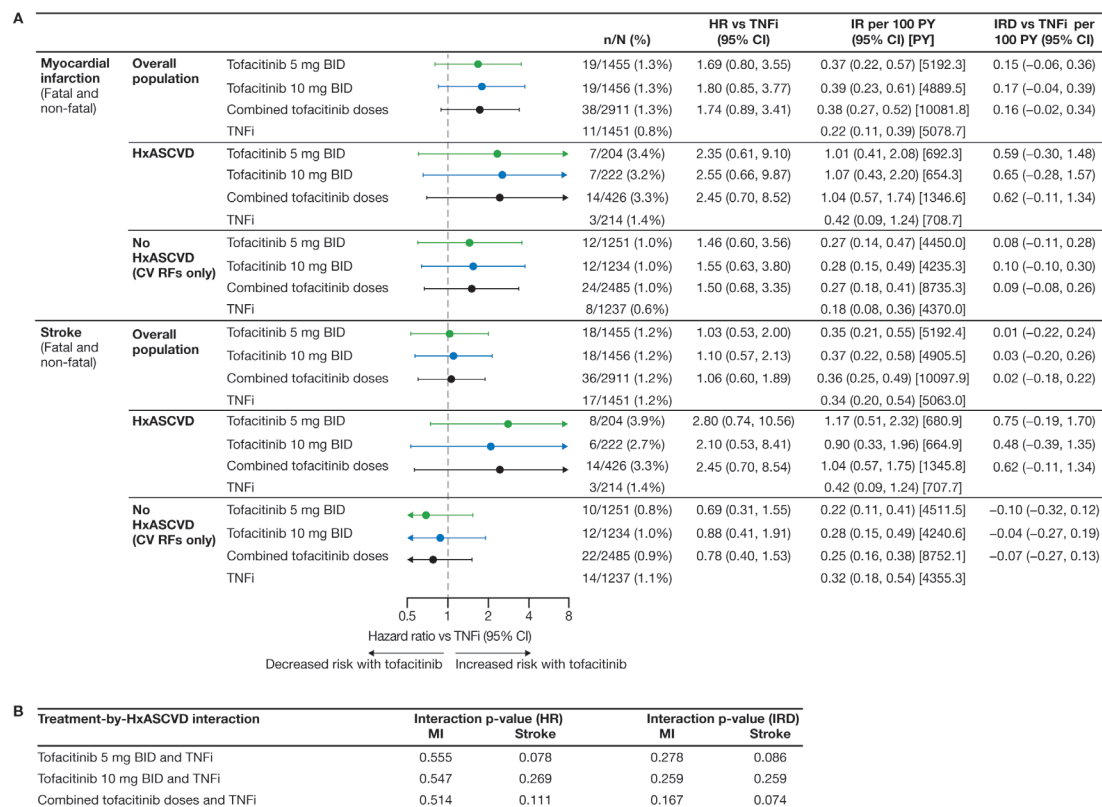 A
n/N (%) HR vs TNFi (95% CI) IR per 100 PY (95% CI) [PY] IRD vs TNFi per 100 PY (95% CI)
Myocardial infarction (Fatal and non-fatal) Overall population Tofacitinib 5 mg BID 19/1455 (1.3%) 1.69 (0.80, 3.55) 0.37 (0.22, 0.57) [5192.3] 0.15 (−0.06, 0.36)
Tofacitinib 10 mg BID 19/1456 (1.3%) 1.80 (0.85, 3.77) 0.39 (0.23, 0.61) [4889.5] 0.17 (−0.04, 0.39)
Combined tofacitinib doses 38/2911 (1.3%) 1.74 (0.89, 3.41) 0.38 (0.27, 0.52) [10081.8] 0.16 (−0.02, 0.34)
TNFi 11/1451 (0.8%) 0.22 (0.11, 0.39) [5078.7]
HxASCVD Tofacitinib 5 mg BID 7/204 (3.4%) 2.35 (0.61, 9.10) 1.01 (0.41, 2.08) [692.3] 0.59 (−0.30, 1.48)
Tofacitinib 10 mg BID 7/222 (3.2%) 2.55 (0.66, 9.87) 1.07 (0.43, 2.20) [654.3] 0.65 (−0.28, 1.57)
Combined tofacitinib doses 14/426 (3.3%) 2.45 (0.70, 8.52) 1.04 (0.57, 1.74) [1346.6] 0.62 (−0.11, 1.34)
TNFi 3/214 (1.4%) 0.42 (0.09, 1.24) [708.7]
No HxASCVD (CV RFs only) Tofacitinib 5 mg BID 12/1251 (1.0%) 1.46 (0.60, 3.56) 0.27 (0.14, 0.47) [4450.0] 0.08 (−0.11, 0.28)
Tofacitinib 10 mg BID 12/1234 (1.0%) 1.55 (0.63, 3.80) 0.28 (0.15, 0.49) [4235.3] 0.10 (−0.10, 0.30)
Combined tofacitinib doses 24/2485 (1.0%) 1.50 (0.68, 3.35) 0.27 (0.18, 0.41) [8735.3] 0.09 (−0.08, 0.26)
TNFi 8/1237 (0.6%) 0.18 (0.08, 0.36) [4370.0]
Stroke (Fatal and non-fatal) Overall population Tofacitinib 5 mg BID 18/1455 (1.2%) 1.03 (0.53, 2.00) 0.35 (0.21, 0.55) [5192.4] 0.01 (−0.22, 0.24)
Tofacitinib 10 mg BID 18/1456 (1.2%) 1.10 (0.57, 2.13) 0.37 (0.22, 0.58) [4905.5] 0.03 (−0.20, 0.26)
Combined tofacitinib doses 36/2911 (1.2%) 1.06 (0.60, 1.89) 0.36 (0.25, 0.49) [10097.9] 0.02 (−0.18, 0.22)
TNFi 17/1451 (1.2%) 0.34 (0.20, 0.54) [5063.0]
HxASCVD Tofacitinib 5 mg BID 8/204 (3.9%) 2.80 (0.74, 10.56) 1.17 (0.51, 2.32) [680.9] 0.75 (−0.19, 1.70)
Tofacitinib 10 mg BID 6/222 (2.7%) 2.10 (0.53, 8.41) 0.90 (0.33, 1.96) [664.9] 0.48 (−0.39, 1.35)
Combined tofacitinib doses 14/426 (3.3%) 2.45 (0.70, 8.54) 1.04 (0.57, 1.75) [1345.8] 0.62 (−0.11, 1.34)
TNFi 3/214 (1.4%) 0.42 (0.09, 1.24) [707.7]
No HxASCVD (CV RFs only) Tofacitinib 5 mg BID 10/1251 (0.8%) 0.69 (0.31, 1.55) 0.22 (0.11, 0.41) [4511.5] −0.10 (−0.32, 0.12)
Tofacitinib 10 mg BID 12/1234 (1.0%) 0.88 (0.41, 1.91) 0.28 (0.15, 0.49) [4240.6] −0.04 (−0.27, 0.19)
Combined tofacitinib doses 22/2485 (0.9%) 0.78 (0.40, 1.53) 0.25 (0.16, 0.38) [8752.1] −0.07 (−0.27, 0.13)
TNFi 14/1237 (1.1%) 0.32 (0.18, 0.54) [4355.3]
0.5 1 2 4 8
Hazard ratio vs TNFi (95% CI)
Decreased risk with tofacitinib Increased risk with tofacitinib
B
Treatment-by-HxASCVD interaction Interaction p-value (HR) Interaction p-value (IRD)
MI Stroke MI Stroke
Tofacitinib 5 mg BID and TNFi 0.555 0.078 0.278 0.086
Tofacitinib 10 mg BID and TNFi 0.547 0.269 0.259 0.259
Combined tofacitinib doses and TNFi 0.514 0.111 0.167 0.074